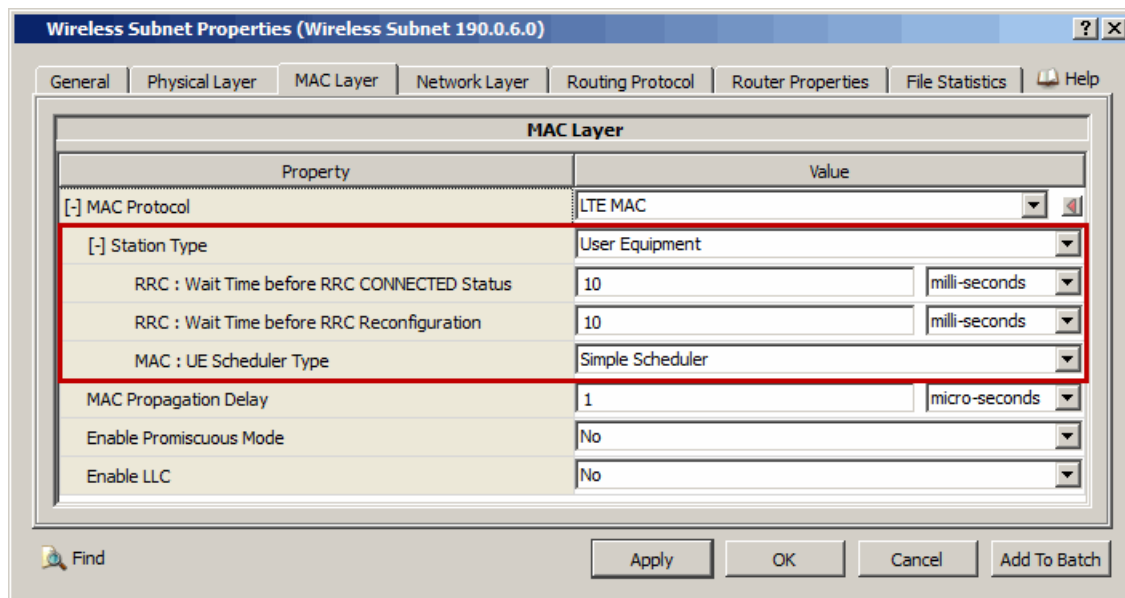 Wireless Subnet Properties (Wireless Subnet 190.0.6.0) ? X
General Physical Layer MAC Layer Network Layer Routing Protocol Router Properties File Statistics Help
MAC Layer
Property Value
[-] MAC Protocol LTE MAC
[-] Station Type User Equipment
RRC : Wait Time before RRC CONNECTED Status 10 milli-seconds
RRC : Wait Time before RRC Reconfiguration 10 milli-seconds
MAC : UE Scheduler Type Simple Scheduler
MAC Propagation Delay 1 micro-seconds
Enable Promiscuous Mode No
Enable LLC No
Find Apply OK Cancel Add To Batch